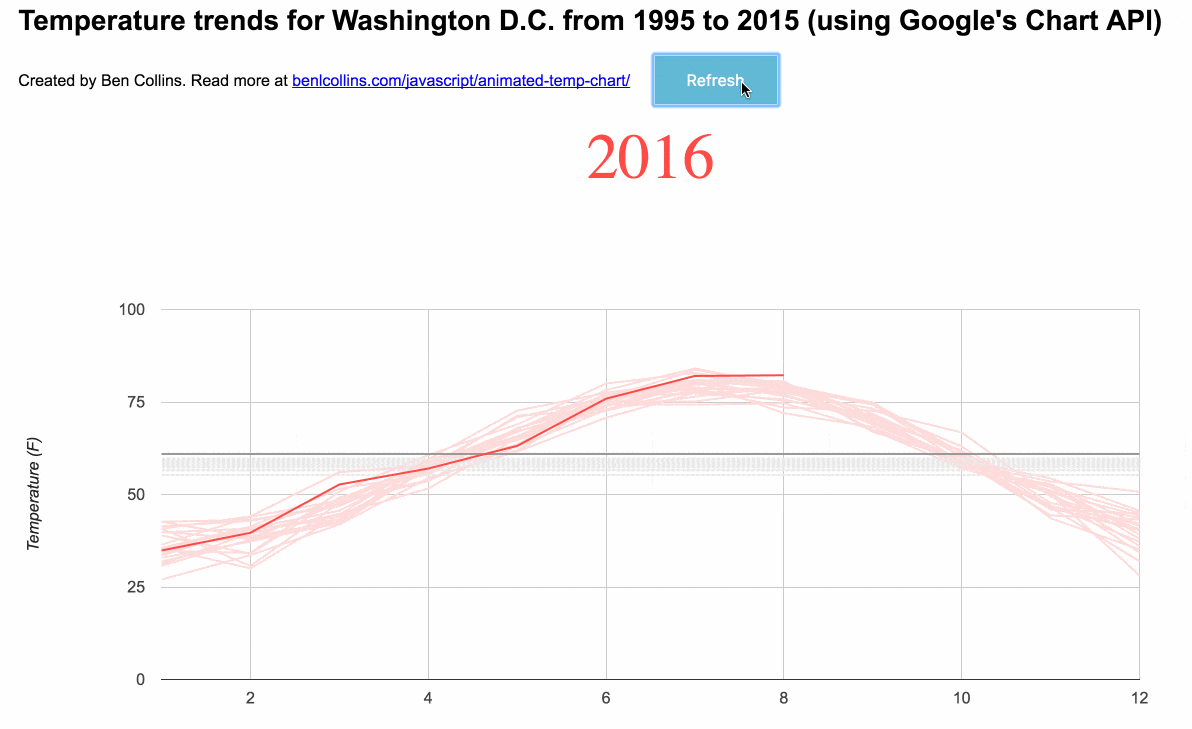 Temperature trends for Washington D.C. from 1995 to 2015 (using Google's Chart API)
Created by Ben Collins. Read more at benlcollins.com/javascript/animated-temp-chart/
Refresh
2016
100
75
50
25
0
Temperature (F)
2 4 6 8 10 12